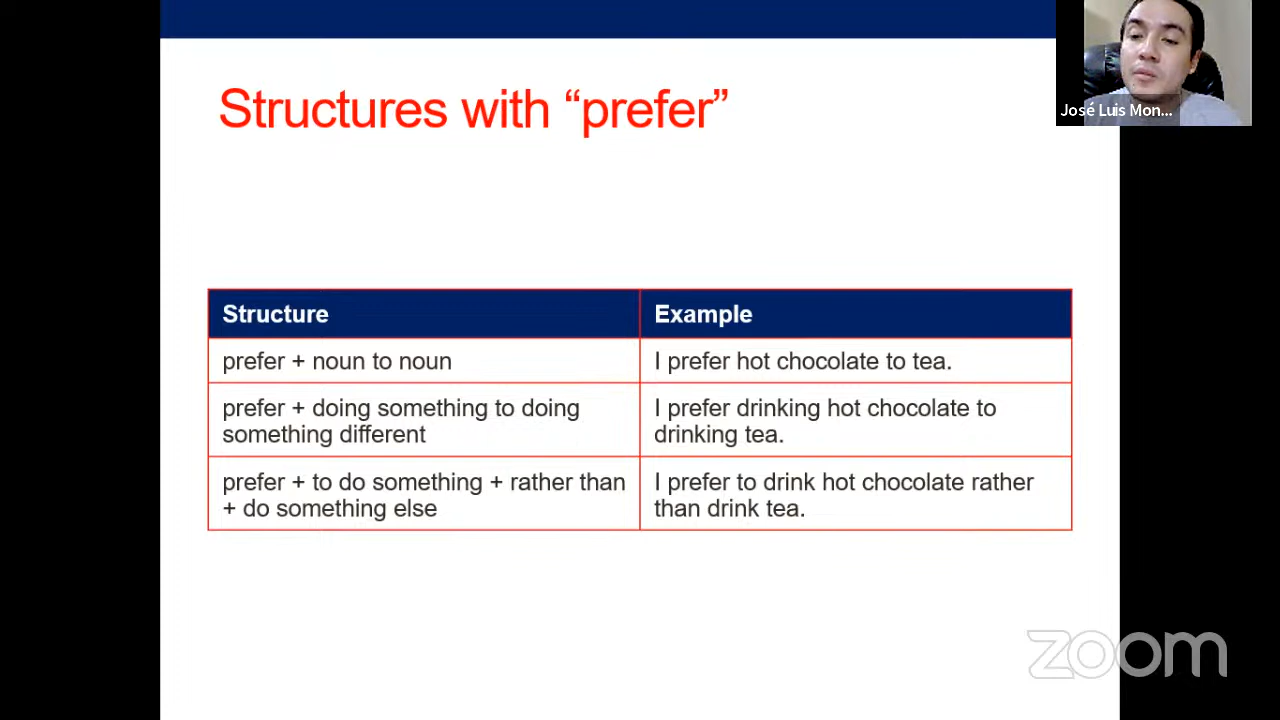 Structures with “prefer”
José Luis Mon...
Structure
Example
prefer + noun to noun
I prefer hot chocolate to tea.
prefer + doing something to doing
something different
I prefer drinking hot chocolate to
drinking tea.
prefer + to do something + rather than
+ do something else
I prefer to drink hot chocolate rather
than drink tea.
zoom